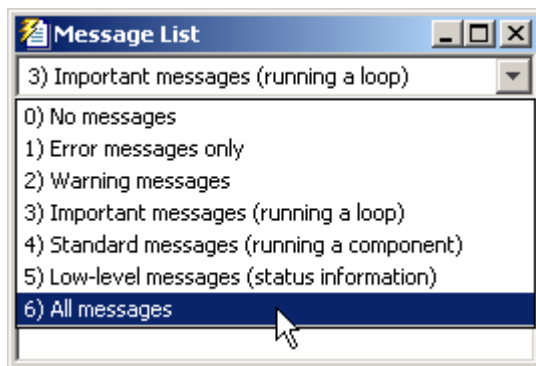 Message List
3) Important messages (running a loop)
0) No messages
1) Error messages only
2) Warning messages
3) Important messages (running a loop)
4) Standard messages (running a component)
5) Low-level messages (status information)
6) All messages